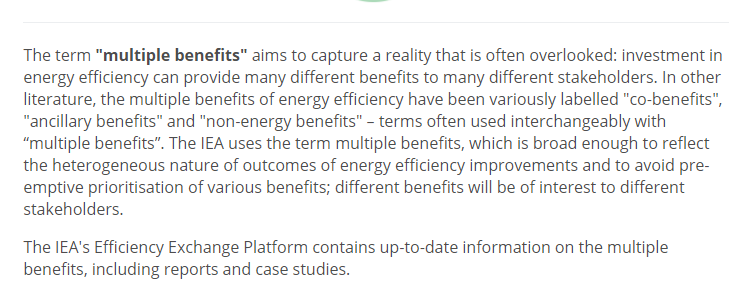 The term "multiple benefits" aims to capture a reality that is often overlooked: investment in
energy efficiency can provide many different benefits to many different stakeholders. In other
literature, the multiple benefits of energy efficiency have been variously labelled "co-benefits",
"ancillary benefits" and "non-energy benefits" – terms often used interchangeably with
“multiple benefits”. The IEA uses the term multiple benefits, which is broad enough to reflect
the heterogeneous nature of outcomes of energy efficiency improvements and to avoid pre-
emptive prioritisation of various benefits; different benefits will be of interest to different
stakeholders.
The IEA's Efficiency Exchange Platform contains up-to-date information on the multiple
benefits, including reports and case studies.